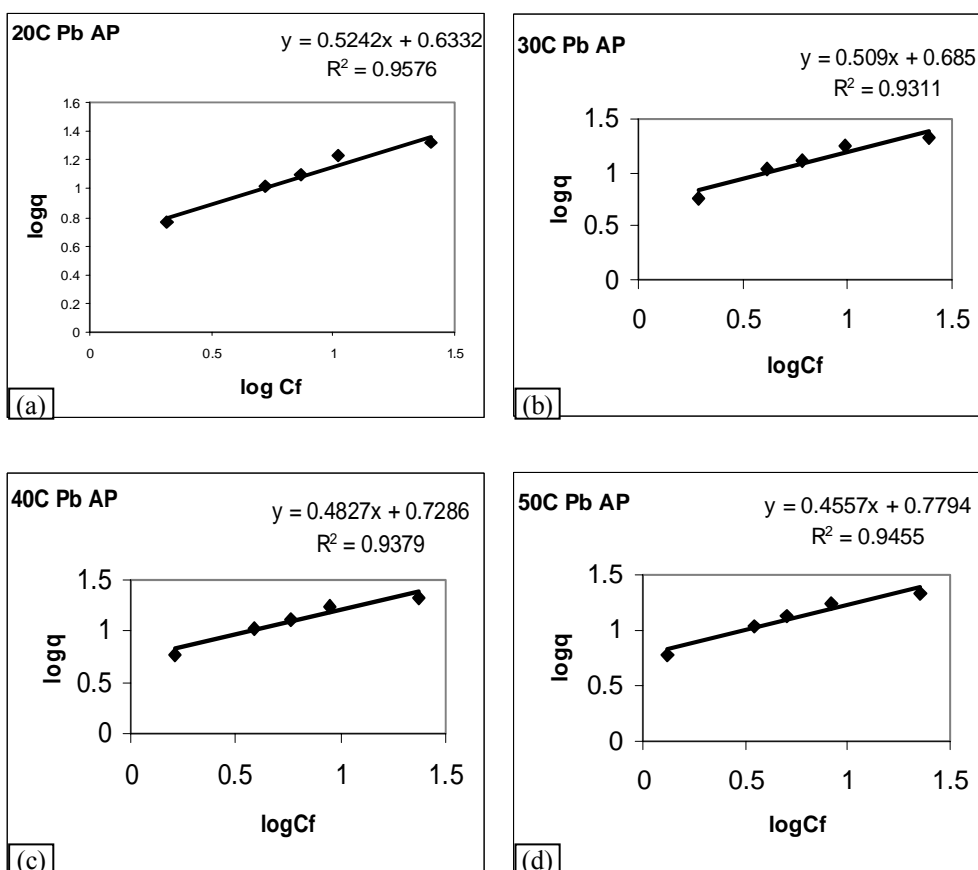 20C Pb AP
y = 0.5242x + 0.6332
R² = 0.9576
1.6
1.4
1.2
1
0.8
0.6
0.4
0.2
0
0 0.5 1 1.5
logq
log Cf
(a)
30C Pb AP
y = 0.509x + 0.685
R² = 0.9311
1.5
1
0.5
0
0 0.5 1 1.5
logq
logCf
(b)
40C Pb AP
y = 0.4827x + 0.7286
R² = 0.9379
1.5
1
0.5
0
0 0.5 1 1.5
logq
logCf
(c)
50C Pb AP
y = 0.4557x + 0.7794
R² = 0.9455
1.5
1
0.5
0
0 0.5 1 1.5
logq
logCf
(d)